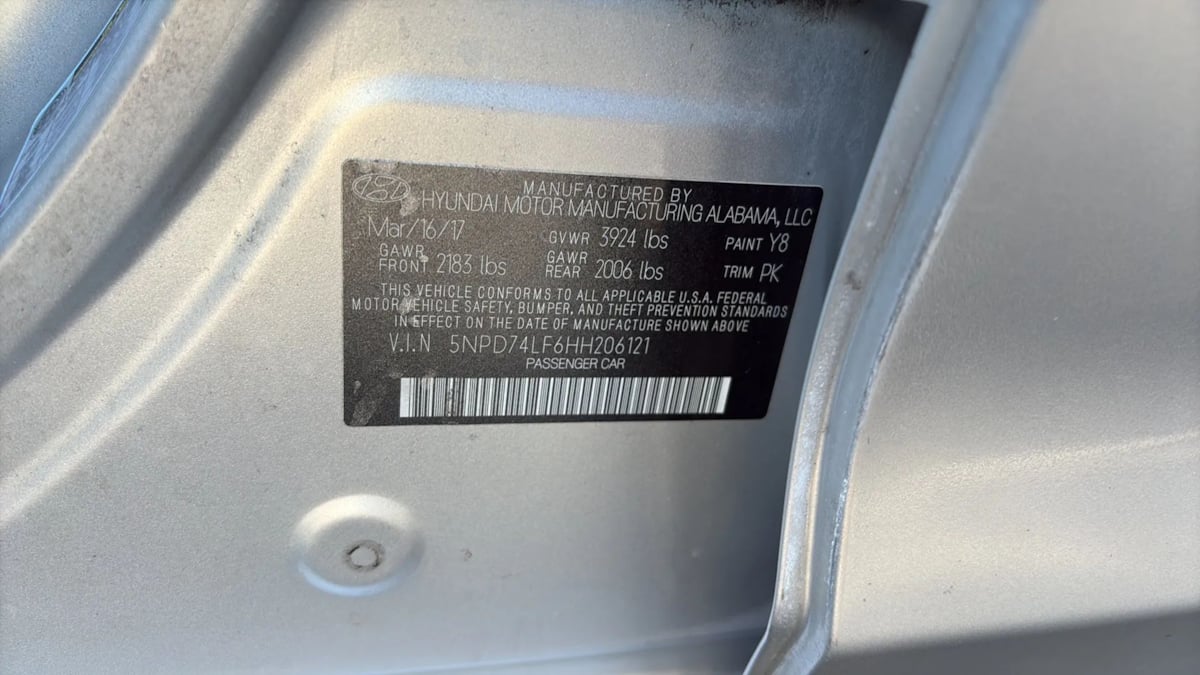 MANUFACTURED BY
HYUNDAI MOTOR MANUFACTURING ALABAMA, LLC
Mar/16/17 GVWR 3924 lbs PAINT Y8
GAWR FRONT 2183 lbs GAWR REAR 2006 lbs TRIM PK
THIS VEHICLE CONFORMS TO ALL APPLICABLE U.S.A. FEDERAL
MOTOR VEHICLE SAFETY, BUMPER, AND THEFT PREVENTION STANDARDS
IN EFFECT ON THE DATE OF MANUFACTURE SHOWN ABOVE
V.I.N 5NPD74LF6HH206121
PASSENGER CAR